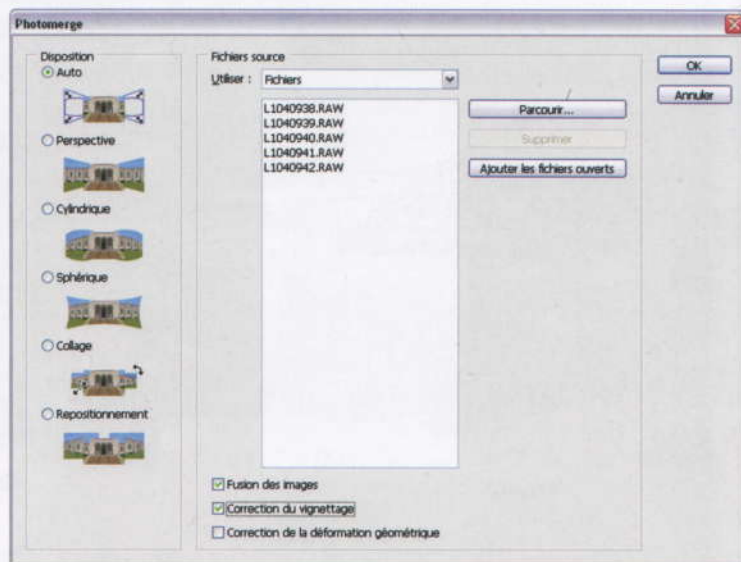 Photomerge
Disposition
Auto
Perspective
Cylindrique
Sphérique
Collage
Repositionnement
Fichiers source
Utiliser : Fichiers
L1040938.RAW
L1040939.RAW
L1040940.RAW
L1040941.RAW
L1040942.RAW
Parcourir...
Supprimer
Ajouter les fichiers ouverts
Fusion des images
Correction du vignettage
Correction de la déformation géométrique
OK
Annuler